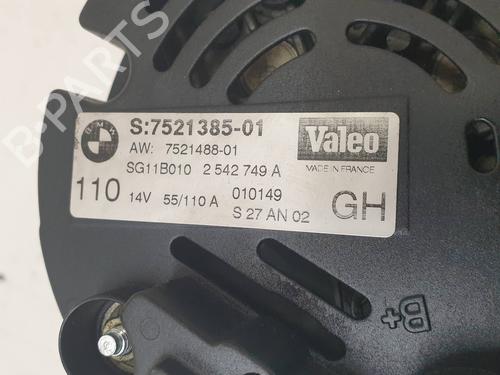 BMW
S:7521385-01
AW: 7521488-01
SG11B010 2 542 749 A
110 14V 55/110 A 010149
S 27 AN 02
Valeo
MADE IN FRANCE
GH
B+